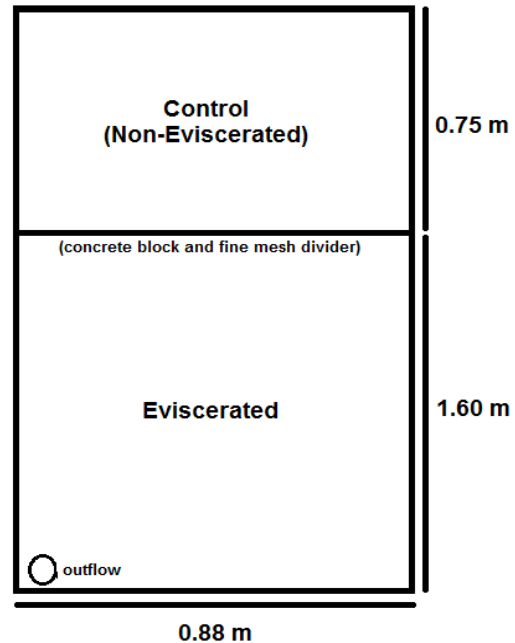 Control
(Non-Eviscerated)
0.75 m
(concrete block and fine mesh divider)
Eviscerated
1.60 m
outflow
0.88 m